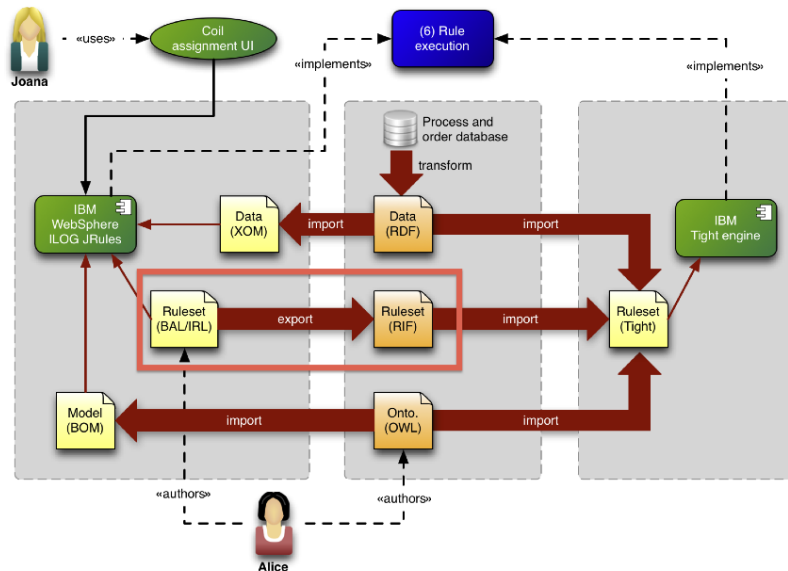 Joana
«uses»
Coil
assignment UI
(6) Rule
execution
«implements»
«implements»
Process and
order database
transform
IBM
WebSphere
ILOG JRules
Data
(XOM)
import
Data
(RDF)
import
IBM
Tight engine
Ruleset
(BAL/IRL)
export
Ruleset
(RIF)
import
Ruleset
(Tight)
Model
(BOM)
import
Onto.
(OWL)
import
«authors»
«authors»
Alice